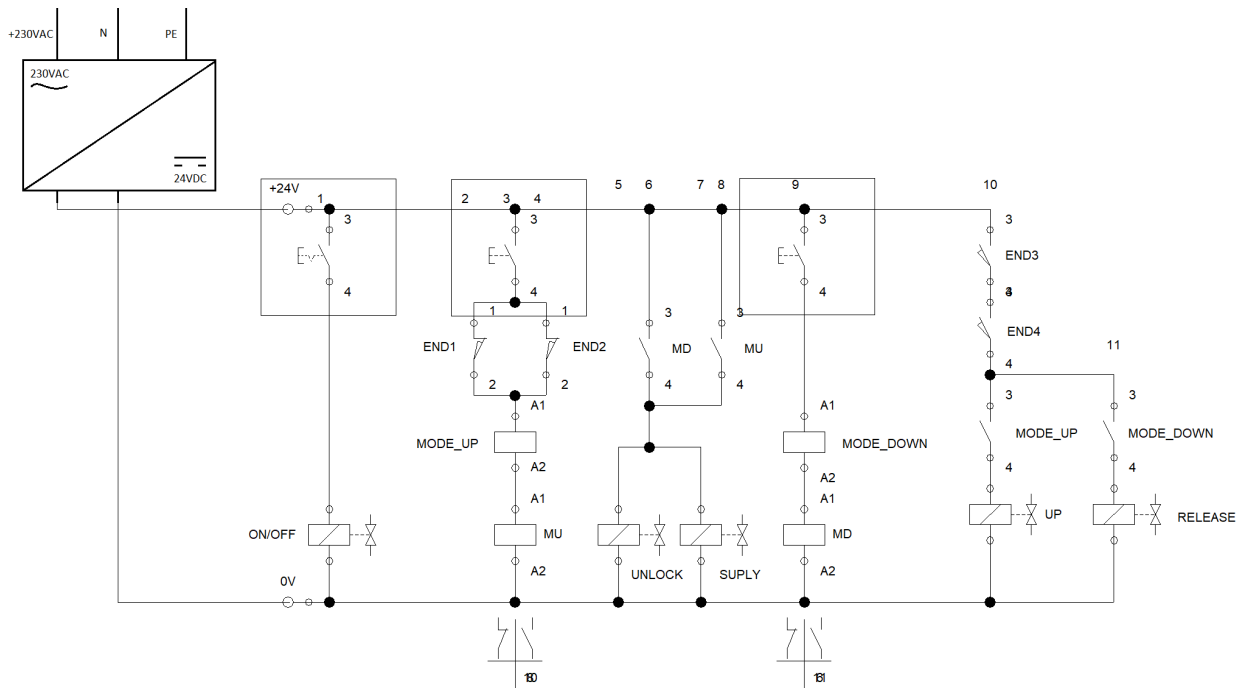 +230VAC N PE
230VAC
24VDC
+24V 1 2 3 4 5 6 7 8 9 10
3 3 3 3
END3
4 4 4
4
1 1 3 3
END4
END1 END2 MD MU
11
2 2 4 4 4
A1 A1 3 3
MODE_UP MODE_DOWN MODE_UP MODE_DOWN
A2 A2 4 4
A1 A1
UP RELEASE
ON/OFF MU MD
A2 UNLOCK SUPLY A2
0V